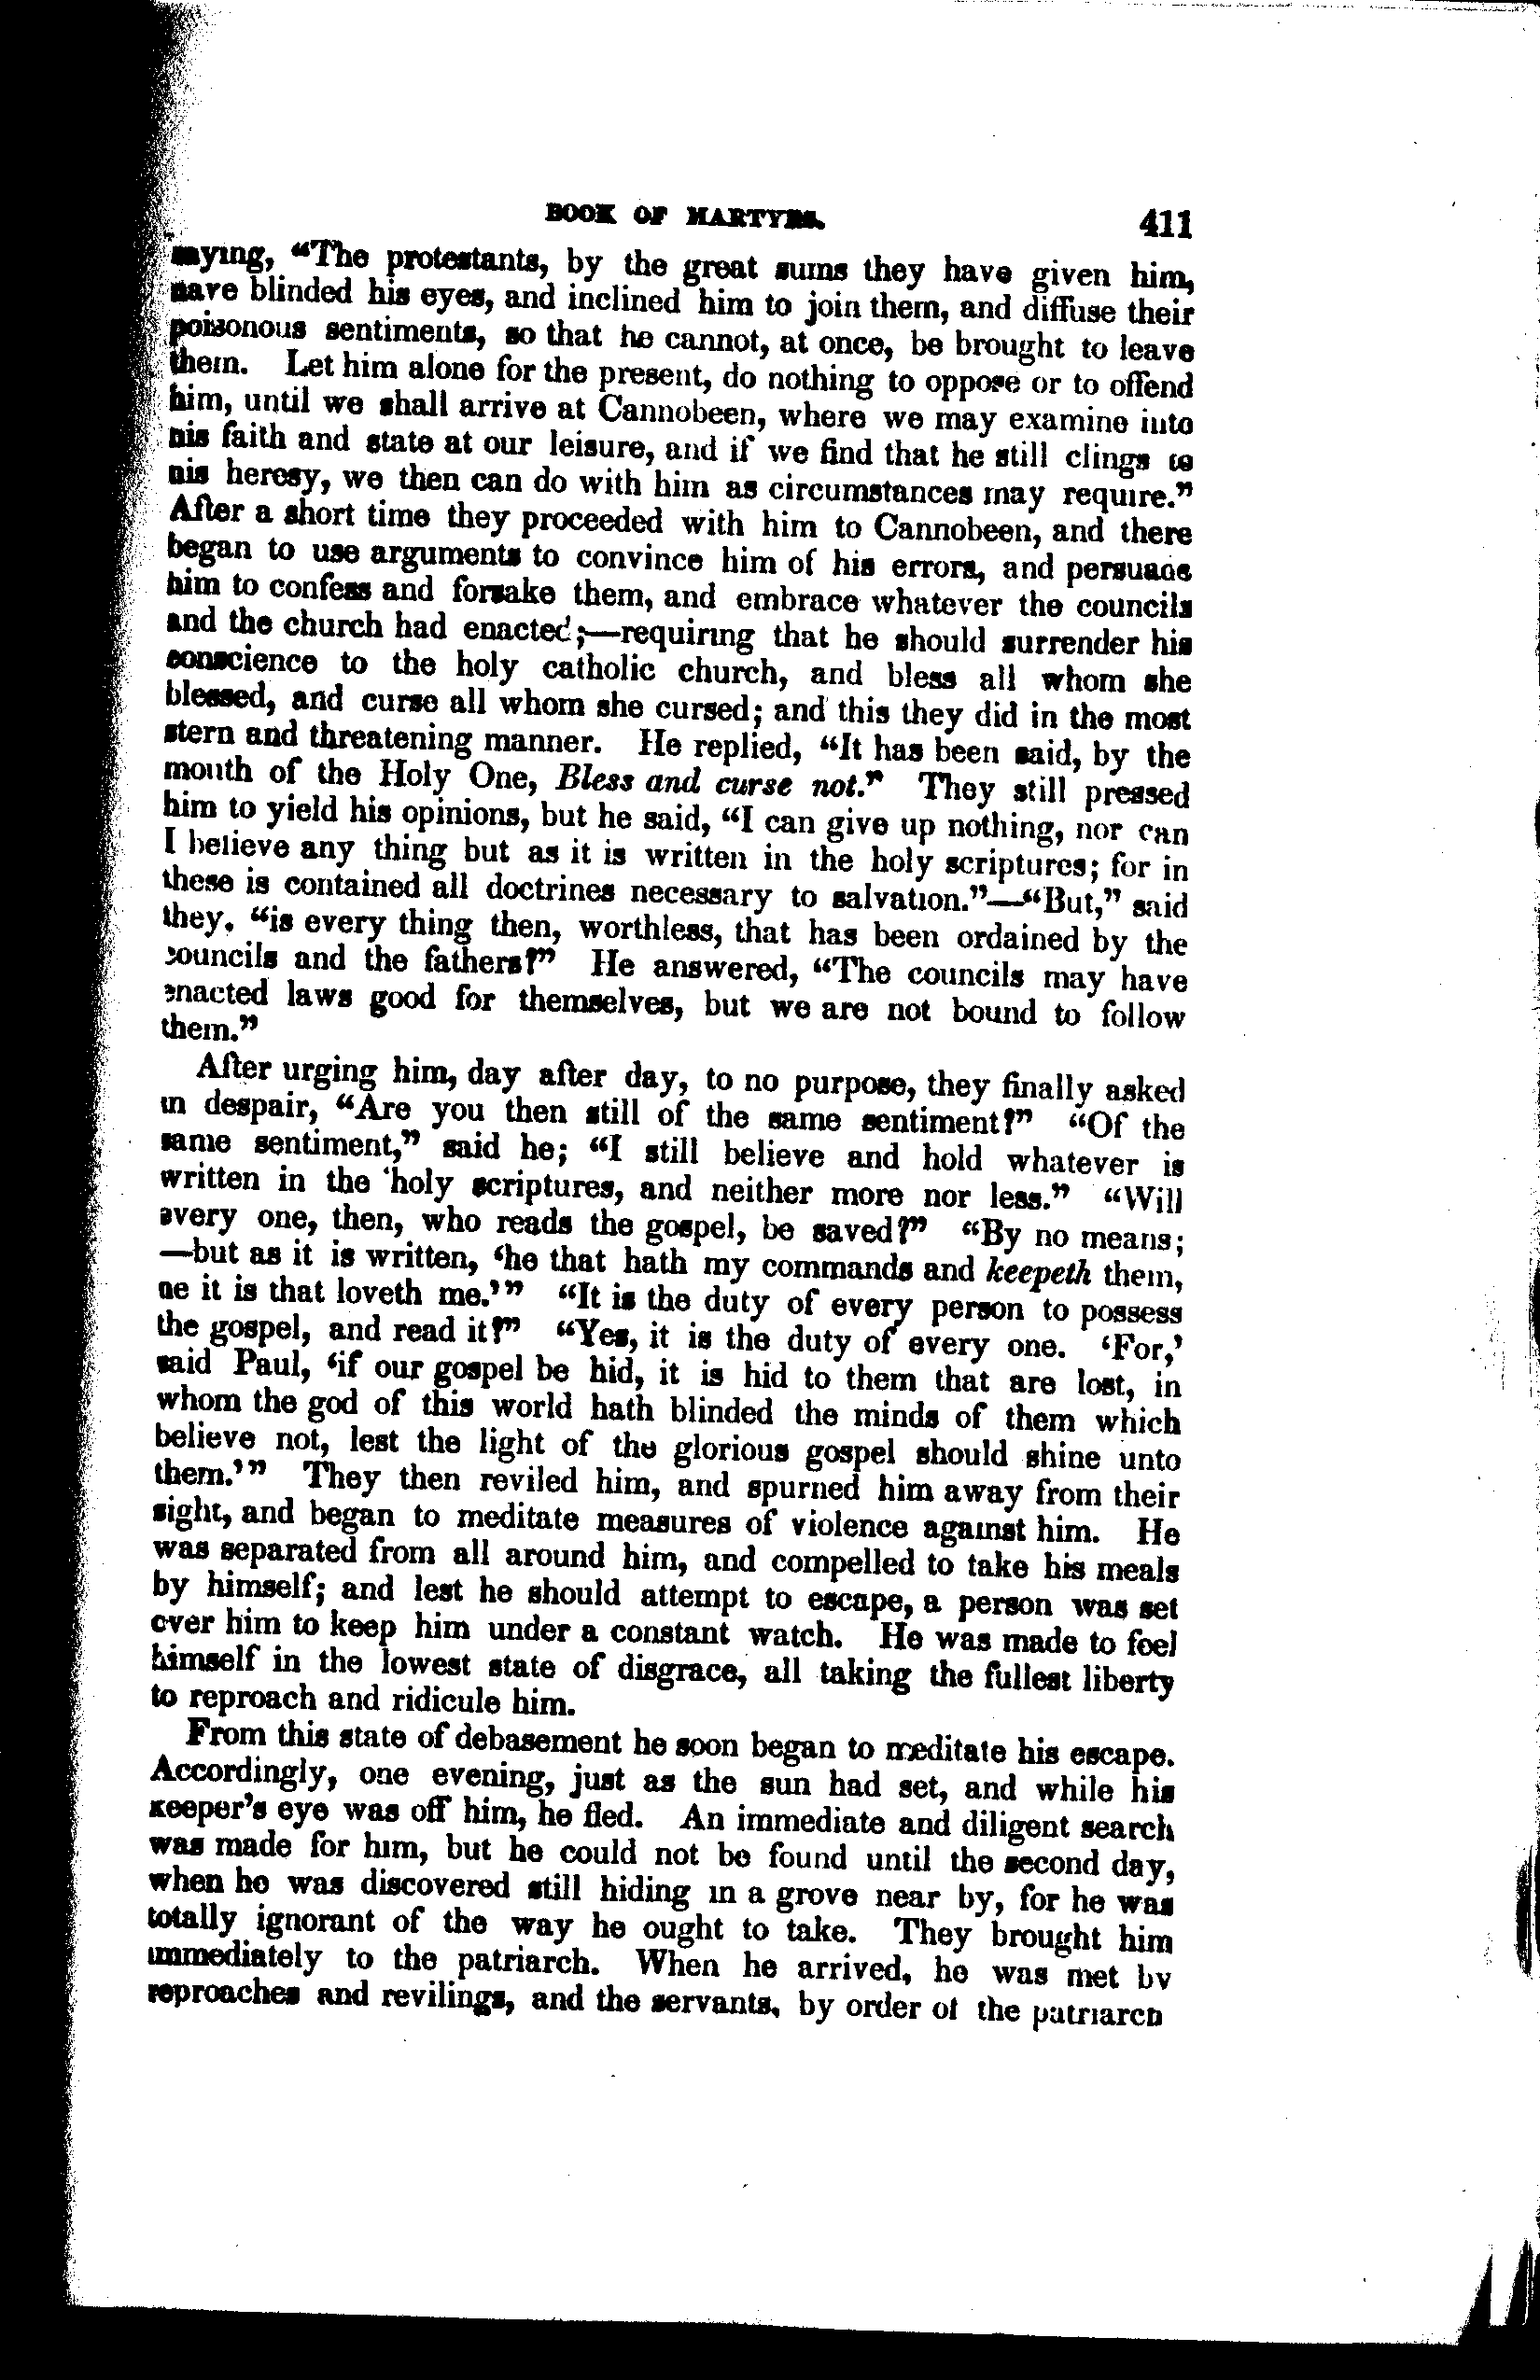 BOOK OF MARTYRS. 411
saying, “The protestants, by the great sums they have given him,
have blinded his eyes, and inclined him to join them, and diffuse their
poisonous sentiments, so that he cannot, at once, be brought to leave
them. Let him alone for the present, do nothing to oppose or to offend
him, until we shall arrive at Cannobeen, where we may examine into
his faith and state at our leisure, and if we find that he still clings to
his heresy, we then can do with him as circumstances may require.”
After a short time they proceeded with him to Cannobeen, and there
began to use arguments to convince him of his errors, and persuade
him to confess and forsake them, and embrace whatever the councils
and the church had enacted;—requiring that he should surrender his
conscience to the holy catholic church, and bless all whom she
blessed, and curse all whom she cursed; and this they did in the most
stern and threatening manner. He replied, “It has been said, by the
mouth of the Holy One, Bless and curse not.” They still pressed
him to yield his opinions, but he said, “I can give up nothing, nor can
I believe any thing but as it is written in the holy scriptures; for in
these is contained all doctrines necessary to salvation.”—“But,” said
they, “is every thing then, worthless, that has been ordained by the
councils and the fathers?” He answered, “The councils may have
enacted laws good for themselves, but we are not bound to follow
them.”
After urging him, day after day, to no purpose, they finally asked
in despair, “Are you then still of the same sentiment?” “Of the
same sentiment,” said he; “I still believe and hold whatever is
written in the holy scriptures, and neither more nor less.” “Will
every one, then, who reads the gospel, be saved?” “By no means;
—but as it is written, ‘he that hath my commands and keepeth them,
he it is that loveth me.’” “It is the duty of every person to possess
the gospel, and read it?” “Yes, it is the duty of every one. ‘For,’
said Paul, ‘if our gospel be hid, it is hid to them that are lost, in
whom the god of this world hath blinded the minds of them which
believe not, lest the light of the glorious gospel should shine unto
them.’” They then reviled him, and spurned him away from their
sight, and began to meditate measures of violence against him. He
was separated from all around him, and compelled to take his meals
by himself; and lest he should attempt to escape, a person was set
over him to keep him under a constant watch. He was made to feel
himself in the lowest state of disgrace, all taking the fullest liberty
to reproach and ridicule him.
From this state of debasement he soon began to meditate his escape.
Accordingly, one evening, just as the sun had set, and while his
keeper’s eye was off him, he fled. An immediate and diligent search
was made for him, but he could not be found until the second day,
when he was discovered still hiding in a grove near by, for he was
totally ignorant of the way he ought to take. They brought him
immediately to the patriarch. When he arrived, he was met by
reproaches and revilings, and the servants, by order of the patriarch